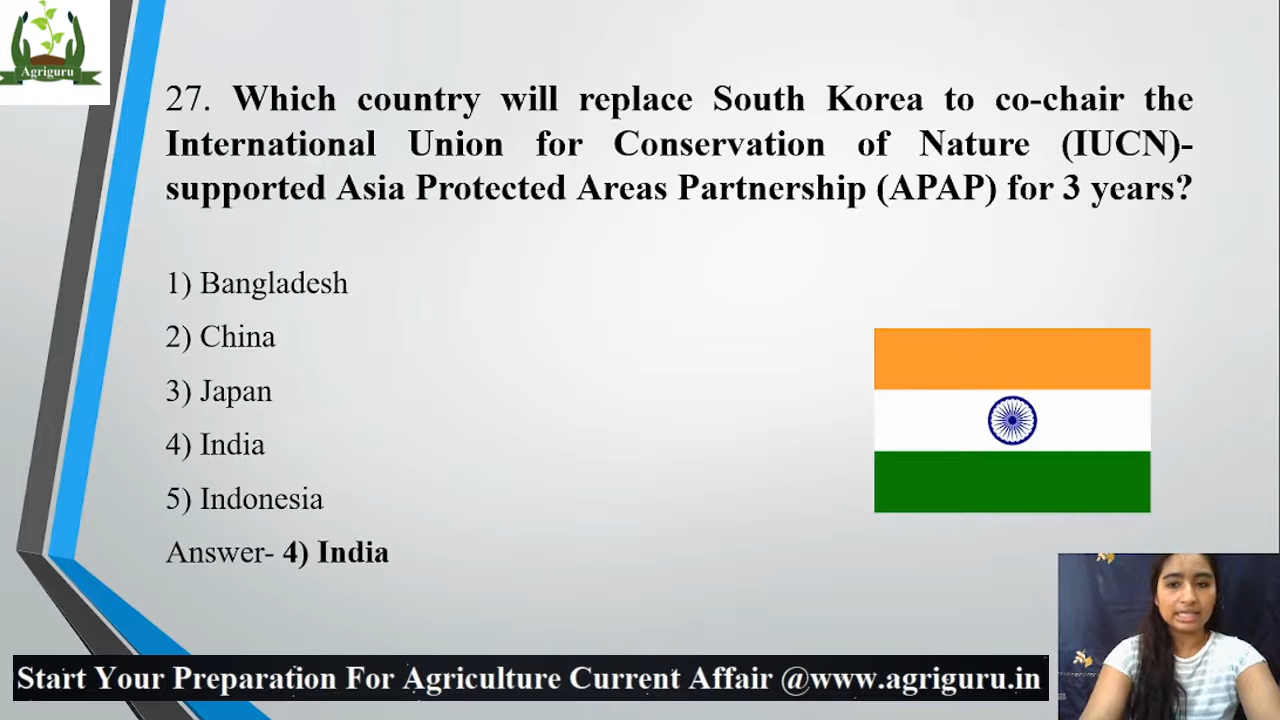 Agriguru
27. Which country will replace South Korea to co-chair the
International Union for Conservation of Nature (IUCN)-
supported Asia Protected Areas Partnership (APAP) for 3 years?
1) Bangladesh
2) China
3) Japan
4) India
5) Indonesia
Answer- 4) India
Start Your Preparation For Agriculture Current Affair @www.agriguru.in